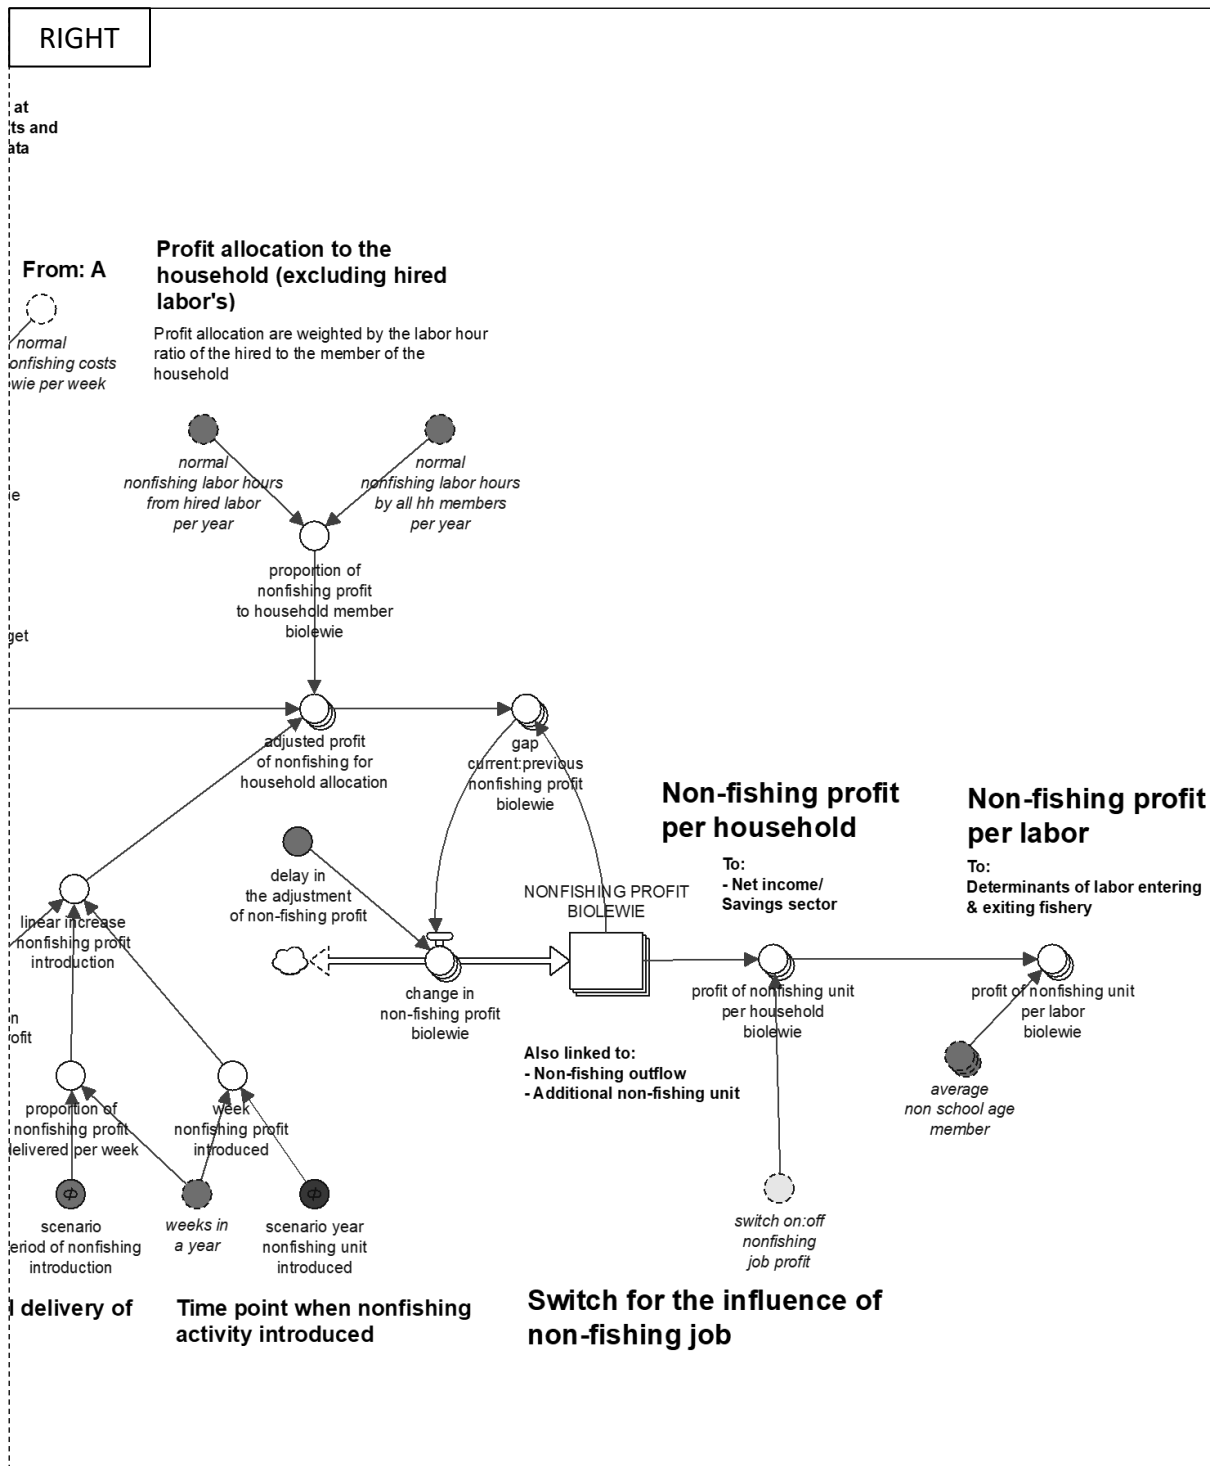 RIGHT
at
ts and
ata
From: A
normal
onfishing costs
wie per week
Profit allocation to the
household (excluding hired
labor's)
Profit allocation are weighted by the labor hour
ratio of the hired to the member of the
household
normal
nonfishing labor hours
from hired labor
per year
normal
nonfishing labor hours
by all hh members
per year
ie
proportion of
nonfishing profit
to household member
biolewie
get
adjusted profit
of nonfishing for
household allocation
gap
current:previous
nonfishing profit
biolewie
Non-fishing profit
per household
To:
- Net income/
Savings sector
Non-fishing profit
per labor
To:
Determinants of labor entering
& exiting fishery
delay in
the adjustment
of non-fishing profit
NONFISHING PROFIT
BIOLEWIE
linear increase
nonfishing profit
introduction
change in
non-fishing profit
biolewie
profit of nonfishing unit
per household
biolewie
profit of nonfishing unit
per labor
biolewie
n
ofit
Also linked to:
- Non-fishing outflow
- Additional non-fishing unit
average
non school age
member
proportion of
nonfishing profit
elivered per week
week
nonfishing profit
introduced
scenario
eriod of nonfishing
introduction
weeks in
a year
scenario year
nonfishing unit
introduced
switch on:off
nonfishing
job profit
l delivery of
Time point when nonfishing
activity introduced
Switch for the influence of
non-fishing job